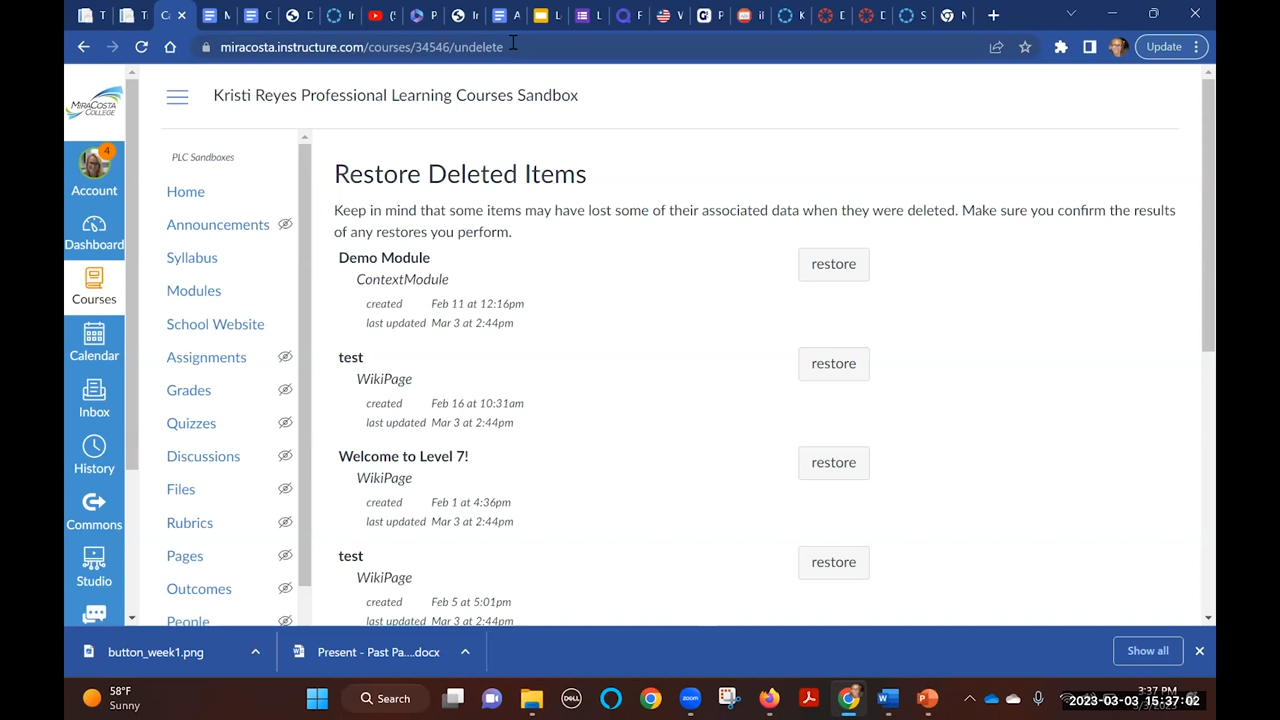 miracosta.instructure.com/courses/34546/undelete
Update
MIRACOSTA
COLLEGE
Kristi Reyes Professional Learning Courses Sandbox
4
Account
Dashboard
Courses
Calendar
Inbox
History
Commons
Studio
PLC Sandboxes
Home
Announcements
Syllabus
Modules
School Website
Assignments
Grades
Quizzes
Discussions
Files
Rubrics
Pages
Outcomes
People
Restore Deleted Items
Keep in mind that some items may have lost some of their associated data when they were deleted. Make sure you confirm the results
of any restores you perform.
Demo Module
restore
ContextModule
created Feb 11 at 12:16pm
last updated Mar 3 at 2:44pm
test
restore
WikiPage
created Feb 16 at 10:31am
last updated Mar 3 at 2:44pm
Welcome to Level 7!
restore
WikiPage
created Feb 1 at 4:36pm
last updated Mar 3 at 2:44pm
test
restore
WikiPage
created Feb 5 at 5:01pm
last updated Mar 3 at 2:44pm
button_week1.png
Present - Past Pa....docx
Show all
58°F
Sunny
Search
DELL
zoom
3:37 PM
2023-03-03 15:37:02